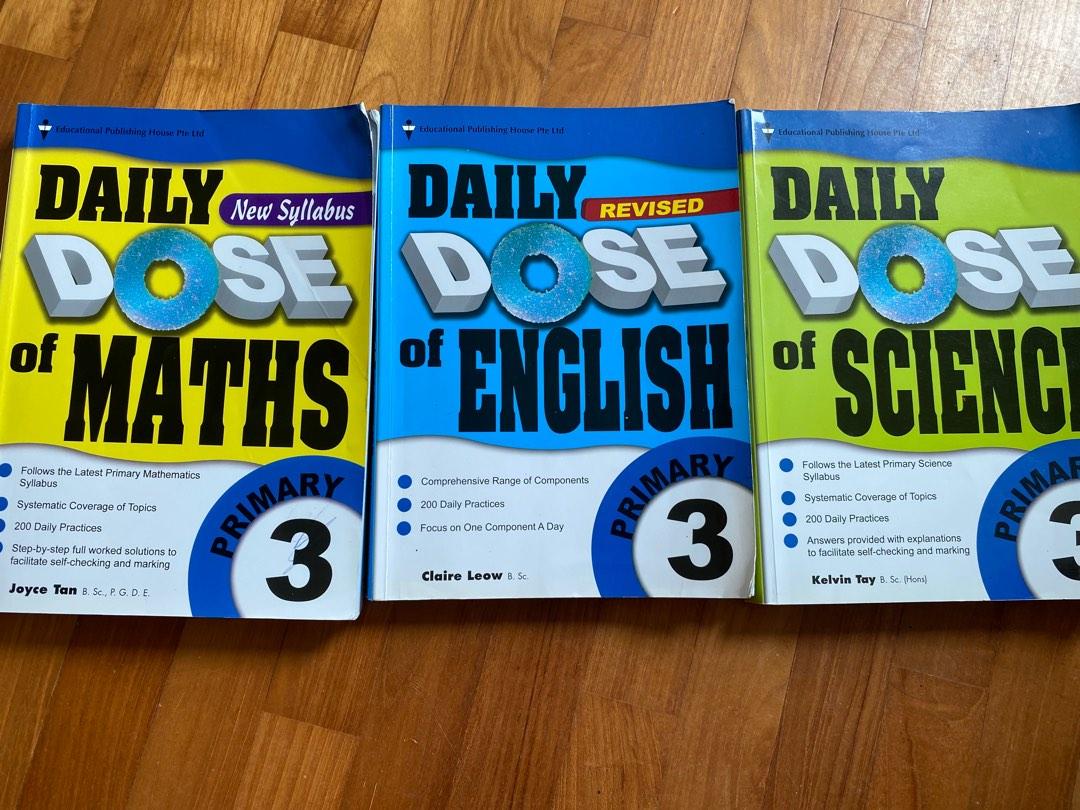 Educational Publishing House Pte Ltd
DAILY
New Syllabus
DOSE
of MATHS
Follows the Latest Primary Mathematics
Syllabus
Systematic Coverage of Topics
200 Daily Practices
Step-by-step full worked solutions to
facilitate self-checking and marking
PRIMARY
3
Joyce Tan B. Sc., P. G. D. E.
Educational Publishing House Pte Ltd
DAILY
REVISED
DOSE
of ENGLISH
Comprehensive Range of Components
200 Daily Practices
Focus on One Component A Day
PRIMARY
3
Claire Leow B. Sc.
Educational Publishing House Pte Ltd
DAILY
DOSE
of SCIENC
Follows the Latest Primary Science
Syllabus
Systematic Coverage of Topics
200 Daily Practices
Answers provided with explanations
to facilitate self-checking and marking
PRIMA
3
Kelvin Tay B. Sc. (Hons)